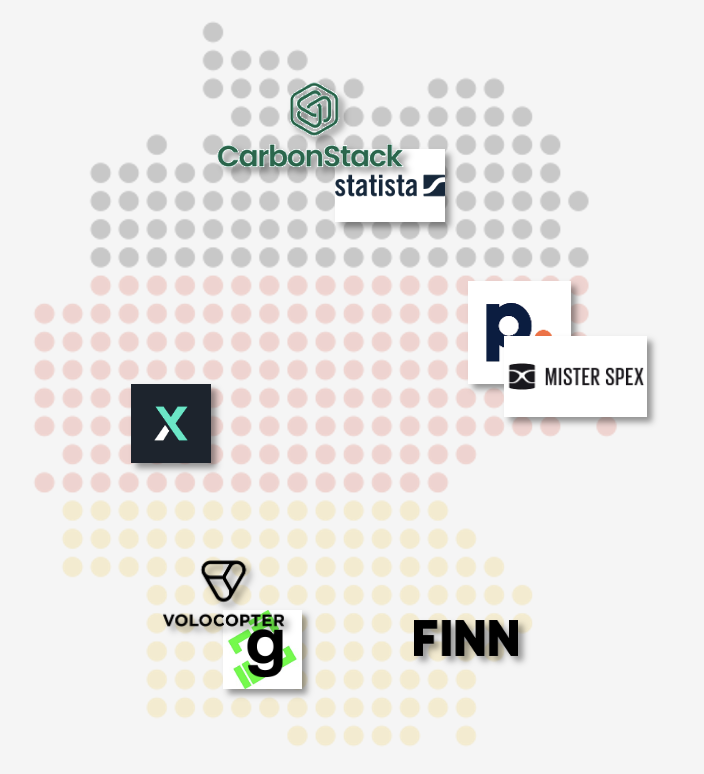 CarbonStack
statista
p.
MISTER SPEX
X
VOLOCOPTER
g
FINN